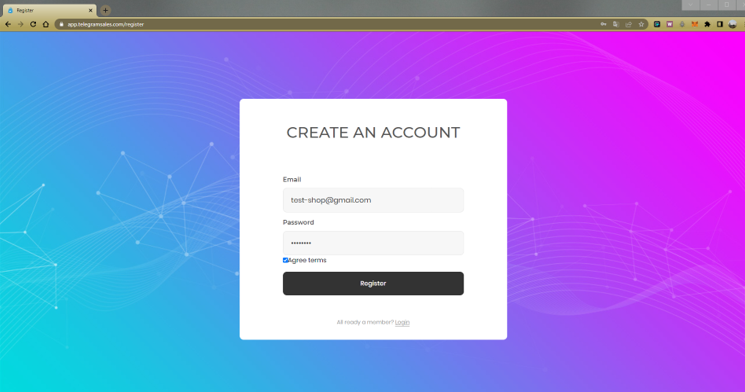 Register
app.telegramsales.com/register
CREATE AN ACCOUNT
Email
test-shop@gmail.com
Password
••••••••
Agree terms
Register
All ready a member? Login